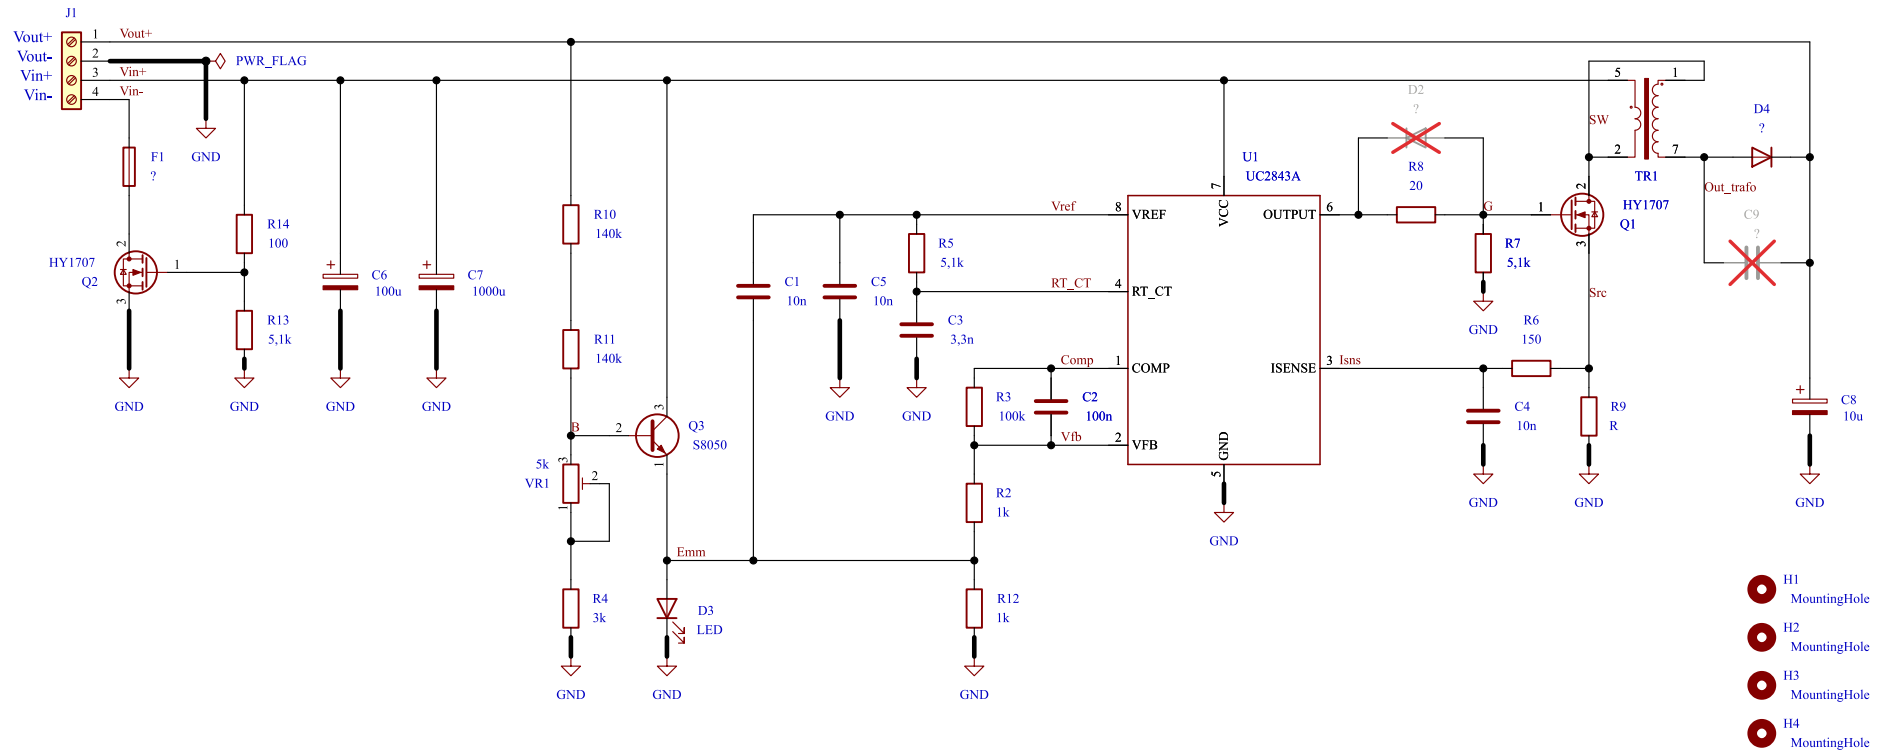 J1
Vout+
Vout-
Vin+
Vin-
1
2
3
4
Vout+
Vin+
Vin-
PWR_FLAG
GND
F1
?
HY1707
Q2
2
1
3
GND
R14
100
R13
5,1k
GND
C6
100u
GND
C7
1000u
GND
R10
140k
R11
140k
B
2
3
1
Q3
S8050
5k
VR1
3
2
1
R4
3k
GND
Emm
D3
LED
GND
C1
10n
C5
10n
GND
R5
5,1k
C3
3,3n
GND
Vref
RT_CT
Comp
Vfb
R3
100k
C2
100n
R2
1k
R12
1k
GND
U1
UC2843A
8
VREF
4
RT_CT
1
COMP
2
VFB
7
VCC
OUTPUT
6
ISENSE
3
GND
5
GND
Isns
D2
?
R8
20
G
R7
5,1k
GND
1
2
3
HY1707
Q1
SW
5
1
2
7
TR1
Out_trafo
D4
?
C9
?
Src
R6
150
C4
10n
GND
R9
R
GND
C8
10u
GND
H1
MountingHole
H2
MountingHole
H3
MountingHole
H4
MountingHole